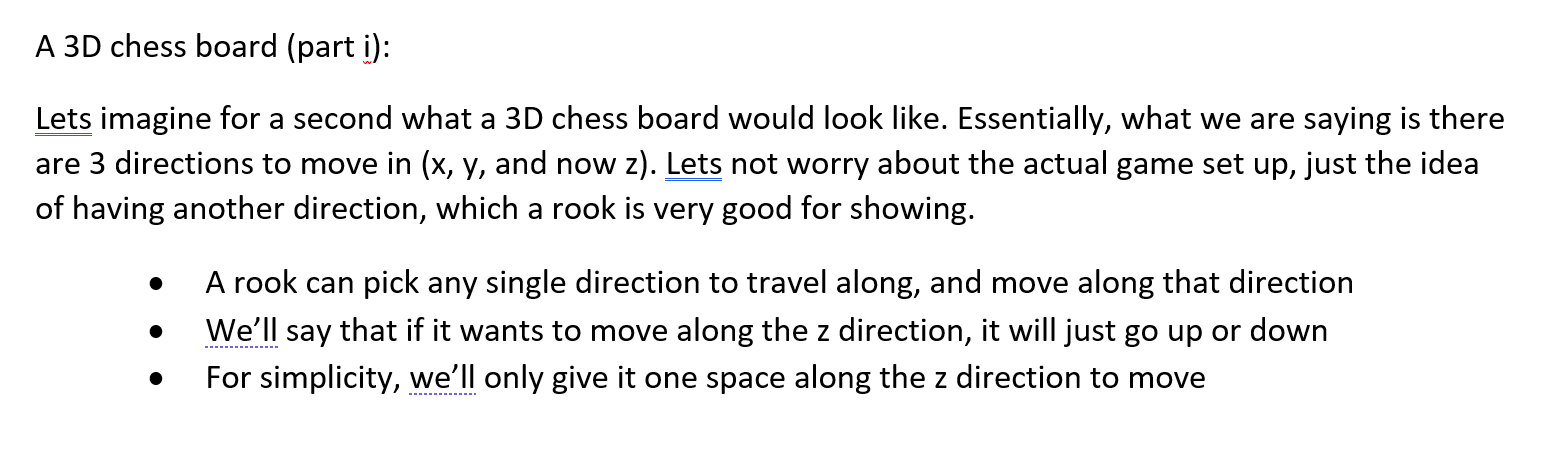 A 3D chess board (part i):
Lets imagine for a second what a 3D chess board would look like. Essentially, what we are saying is there
are 3 directions to move in (x, y, and now z). Lets not worry about the actual game set up, just the idea
of having another direction, which a rook is very good for showing.
• A rook can pick any single direction to travel along, and move along that direction
• We’ll say that if it wants to move along the z direction, it will just go up or down
• For simplicity, we’ll only give it one space along the z direction to move